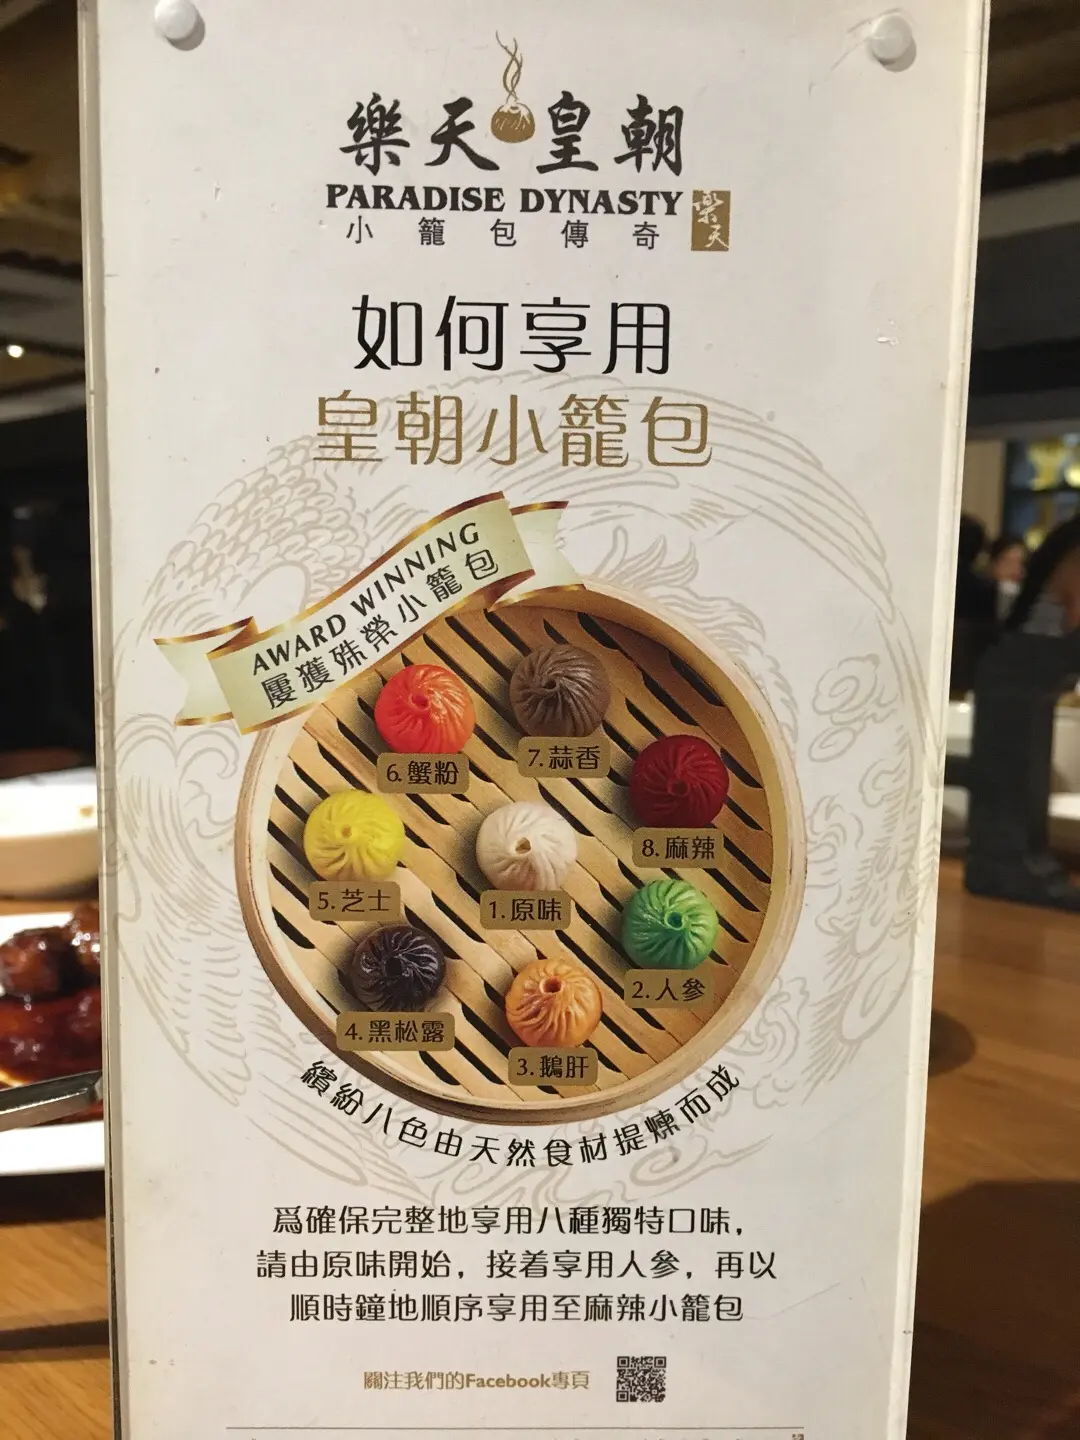 樂天皇朝
PARADISE DYNASTY
小籠包傳奇
樂天
如何享用
皇朝小籠包
AWARD WINNING
屢獲殊榮小籠包
6.蟹粉
7.蒜香
8.麻辣
5.芝士
1.原味
2.人參
4.黑松露
3.鵝肝
繽紛八色由天然食材提煉而成
爲確保完整地享用八種獨特口味，
請由原味開始，接着享用人參，再以
順時鐘地順序享用至麻辣小籠包
關注我們的Facebook專頁